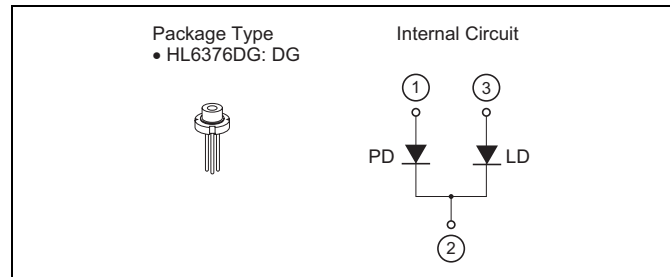 Package Type
• HL6376DG: DG
Internal Circuit
1
3
PD
LD
2